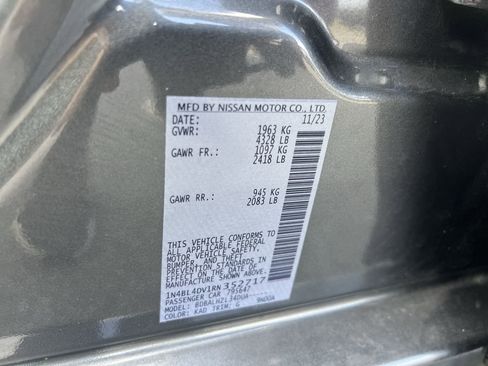 MFD BY NISSAN MOTOR CO., LTD.
DATE: 11/23
GVWR: 1963 KG
4328 LB
GAWR FR.: 1097 KG
2418 LB
GAWR RR.: 945 KG
2083 LB
THIS VEHICLE CONFORMS TO
ALL APPLICABLE FEDERAL
MOTOR VEHICLE SAFETY,
BUMPER, AND THEFT
PREVENTION STANDARDS
IN EFFECT ON THE DATE OF
MANUFACTURE SHOWN ABOVE.
1N4BL4DV1RN352717
PASSENGER CAR 795647
MODEL:
COLOR: KAD TRIM: G